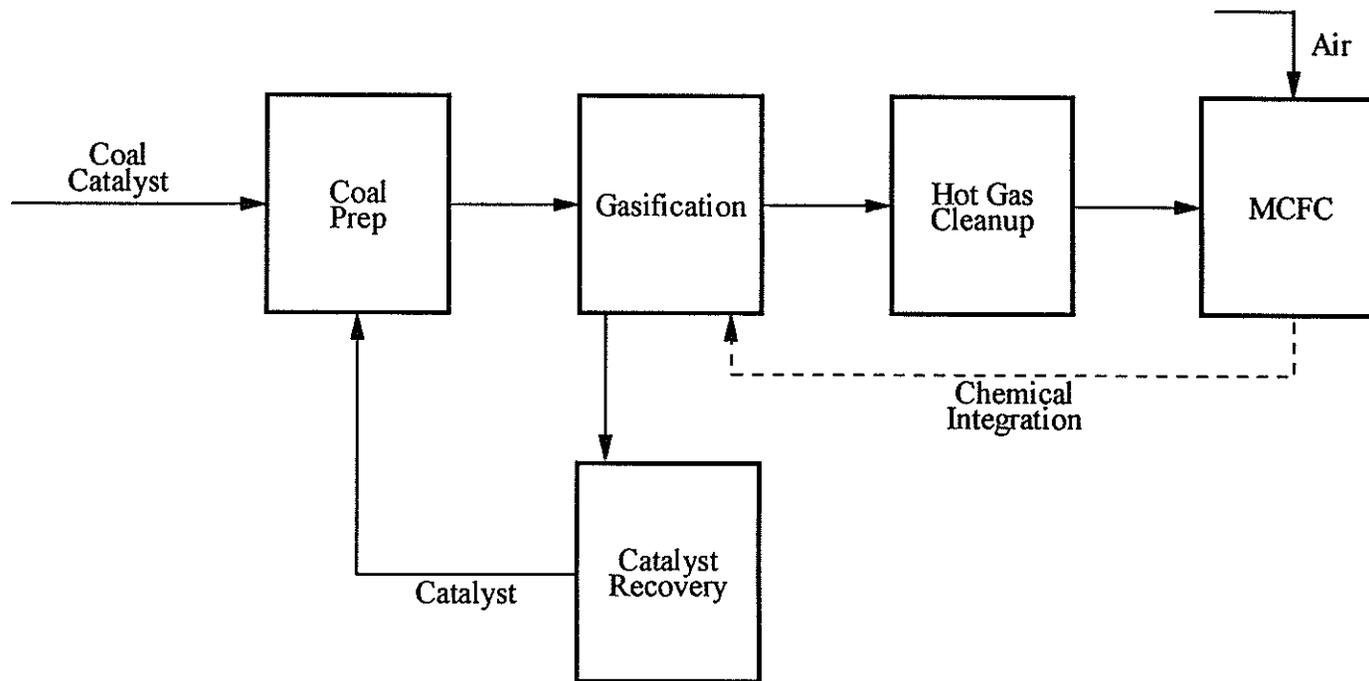 Air
Coal
Catalyst
Coal
Prep
Gasification
Hot Gas
Cleanup
MCFC
Chemical
Integration
Catalyst
Recovery
Catalyst